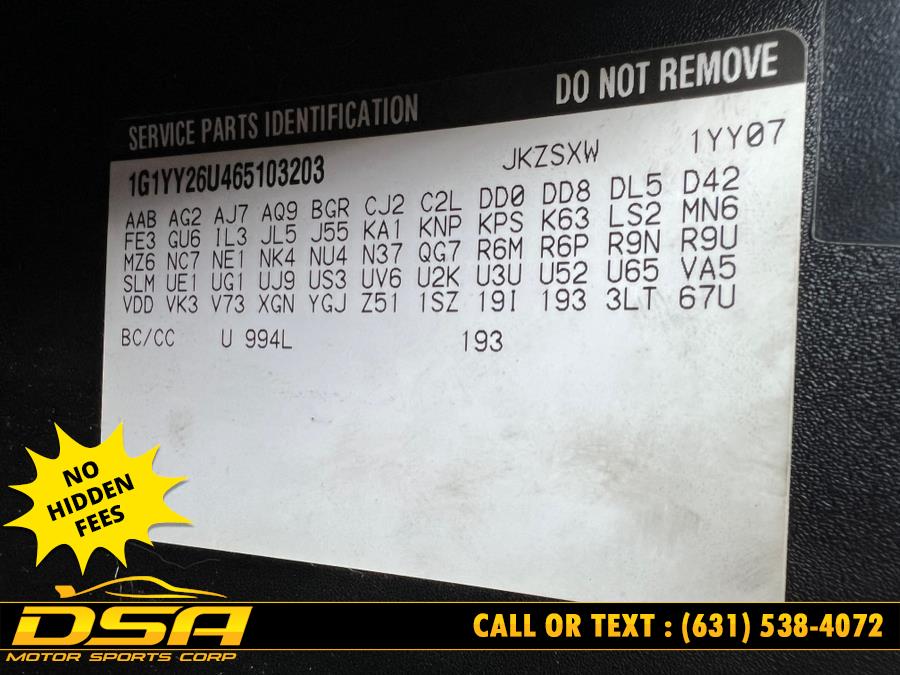 SERVICE PARTS IDENTIFICATION DO NOT REMOVE
1G1YY26U465103203 JKZSXW 1YY07
AAB AG2 AJ7 AQ9 BGR CJ2 C2L DD0 DD8 DL5 D42
FE3 GU6 IL3 JL5 J55 KA1 KNP KPS K63 LS2 MN6
MZ6 NC7 NE1 NK4 NU4 N37 QG7 R6M R6P R9N R9U
SLM UE1 UG1 UJ9 US3 UV6 U2K U3U U52 U65 VA5
VDD VK3 V73 XGN YGJ Z51 1SZ 19I 193 3LT 67U
BC/CC U 994L 193
NO
HIDDEN
FEES
DSA
MOTOR SPORTS CORP
CALL OR TEXT : (631) 538-4072